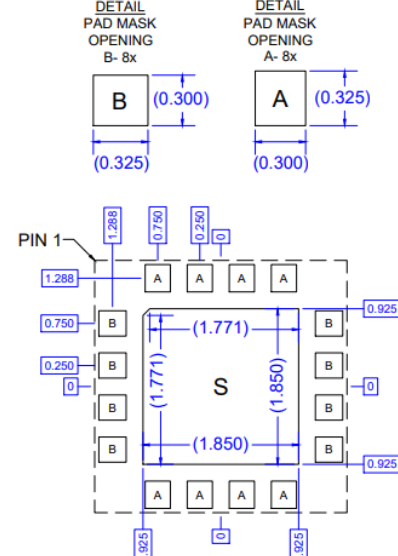 DETAIL
PAD MASK
OPENING
B- 8x
DETAIL
PAD MASK
OPENING
A- 8x
B
(0.300)
(0.325)
A
(0.325)
(0.300)
PIN 1
1.288
0.750
0.250
0
1.288
A A A A
0.750
B
(1.771)
B
0.925
0.250
B
(1.771)
S
(1.850)
B
0
0
B
B
B
(1.850)
B
0.925
A A A A
.925
0
.925